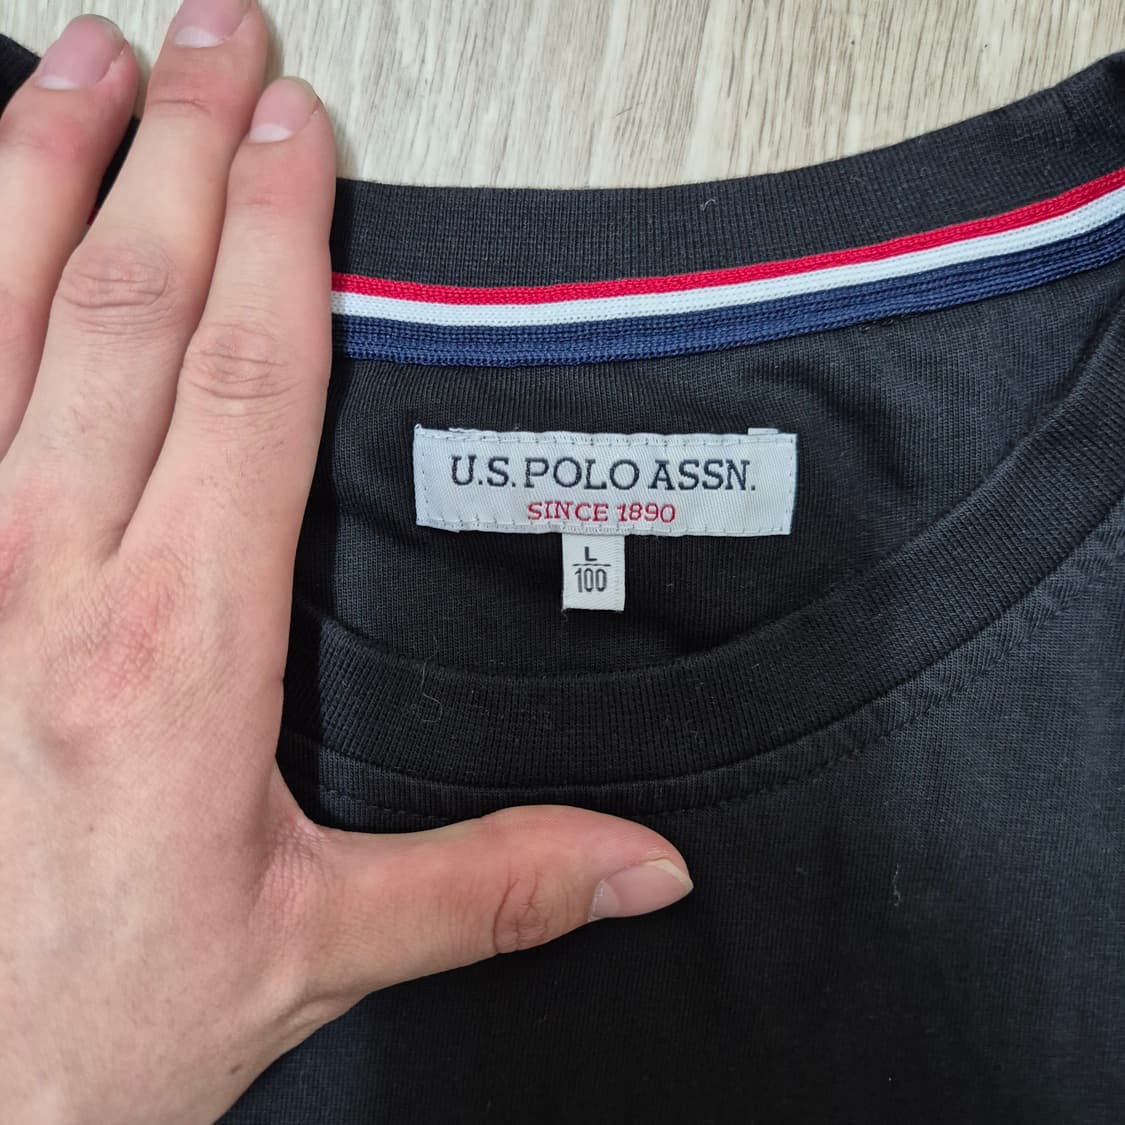 U.S. POLO ASSN.
SINCE 1890
L
100